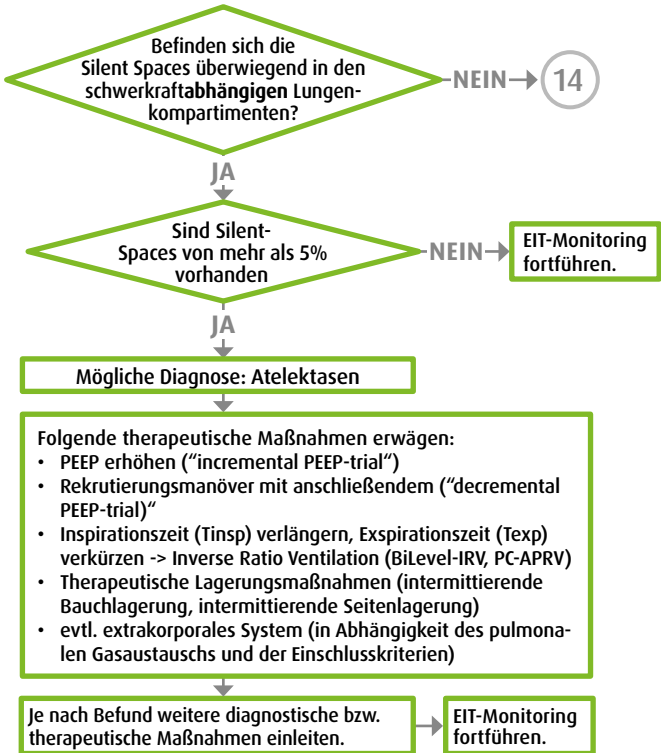 Befinden sich die
Silent Spaces überwiegend in den
schwerkraftabhängigen Lungen-
kompartimenten?
NEIN
14
JA
Sind Silent-
Spaces von mehr als 5%
vorhanden
NEIN
EIT-Monitoring
fortführen.
JA
Mögliche Diagnose: Atelektasen
Folgende therapeutische Maßnahmen erwägen:
• PEEP erhöhen (“incremental PEEP-trial“)
• Rekrutierungsmanöver mit anschließendem (“decremental
PEEP-trial)“
• Inspirationszeit (Tinsp) verlängern, Exspirationszeit (Texp)
verkürzen -> Inverse Ratio Ventilation (BiLevel-IRV, PC-APRV)
• Therapeutische Lagerungsmaßnahmen (intermittierende
Bauchlagerung, intermittierende Seitenlagerung)
• evtl. extrakorporales System (in Abhängigkeit des pulmona-
len Gasaustauschs und der Einschlusskriterien)
Je nach Befund weitere diagnostische bzw.
therapeutische Maßnahmen einleiten.
EIT-Monitoring
fortführen.